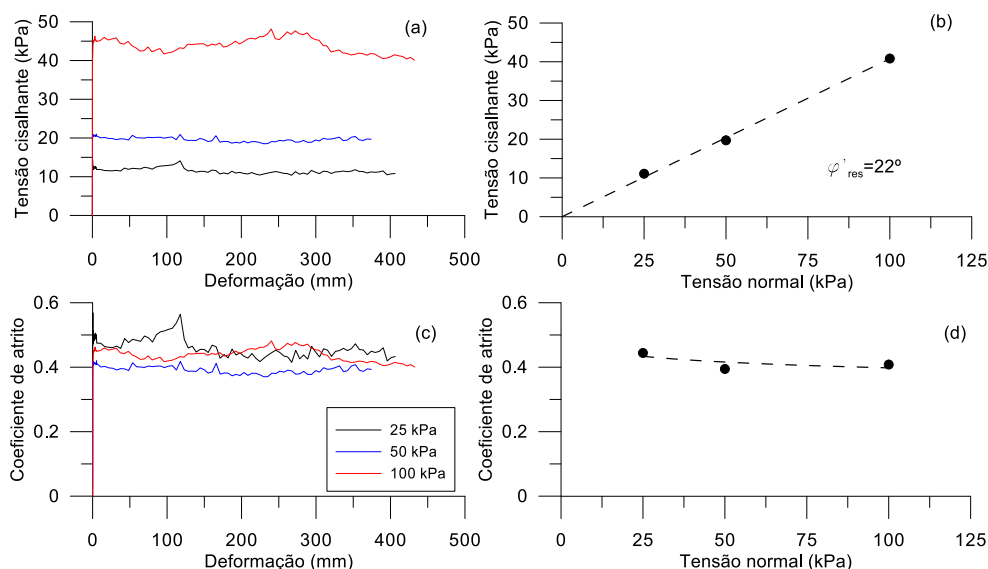 (a)
Tensão cisalhante (kPa)
50
40
30
20
10
0
0 100 200 300 400 500
Deformação (mm)
(b)
Tensão cisalhante (kPa)
50
40
30
20
10
0
φ'res=22º
0 25 50 75 100 125
Tensão normal (kPa)
(c)
Coeficiente de atrito
0.6
0.4
0.2
0
25 kPa
50 kPa
100 kPa
0 100 200 300 400 500
Deformação (mm)
(d)
Coeficiente de atrito
0.6
0.4
0.2
0
0 25 50 75 100 125
Tensão normal (kPa)